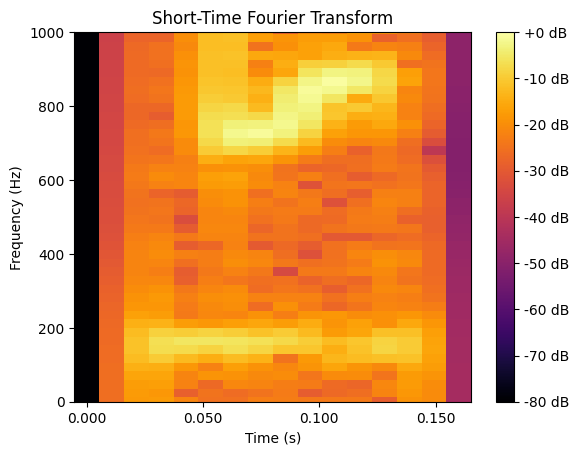 Short-Time Fourier Transform
1000
800
600
400
200
0
Frequency (Hz)
0.000
0.050
0.100
0.150
Time (s)
+0 dB
-10 dB
-20 dB
-30 dB
-40 dB
-50 dB
-60 dB
-70 dB
-80 dB